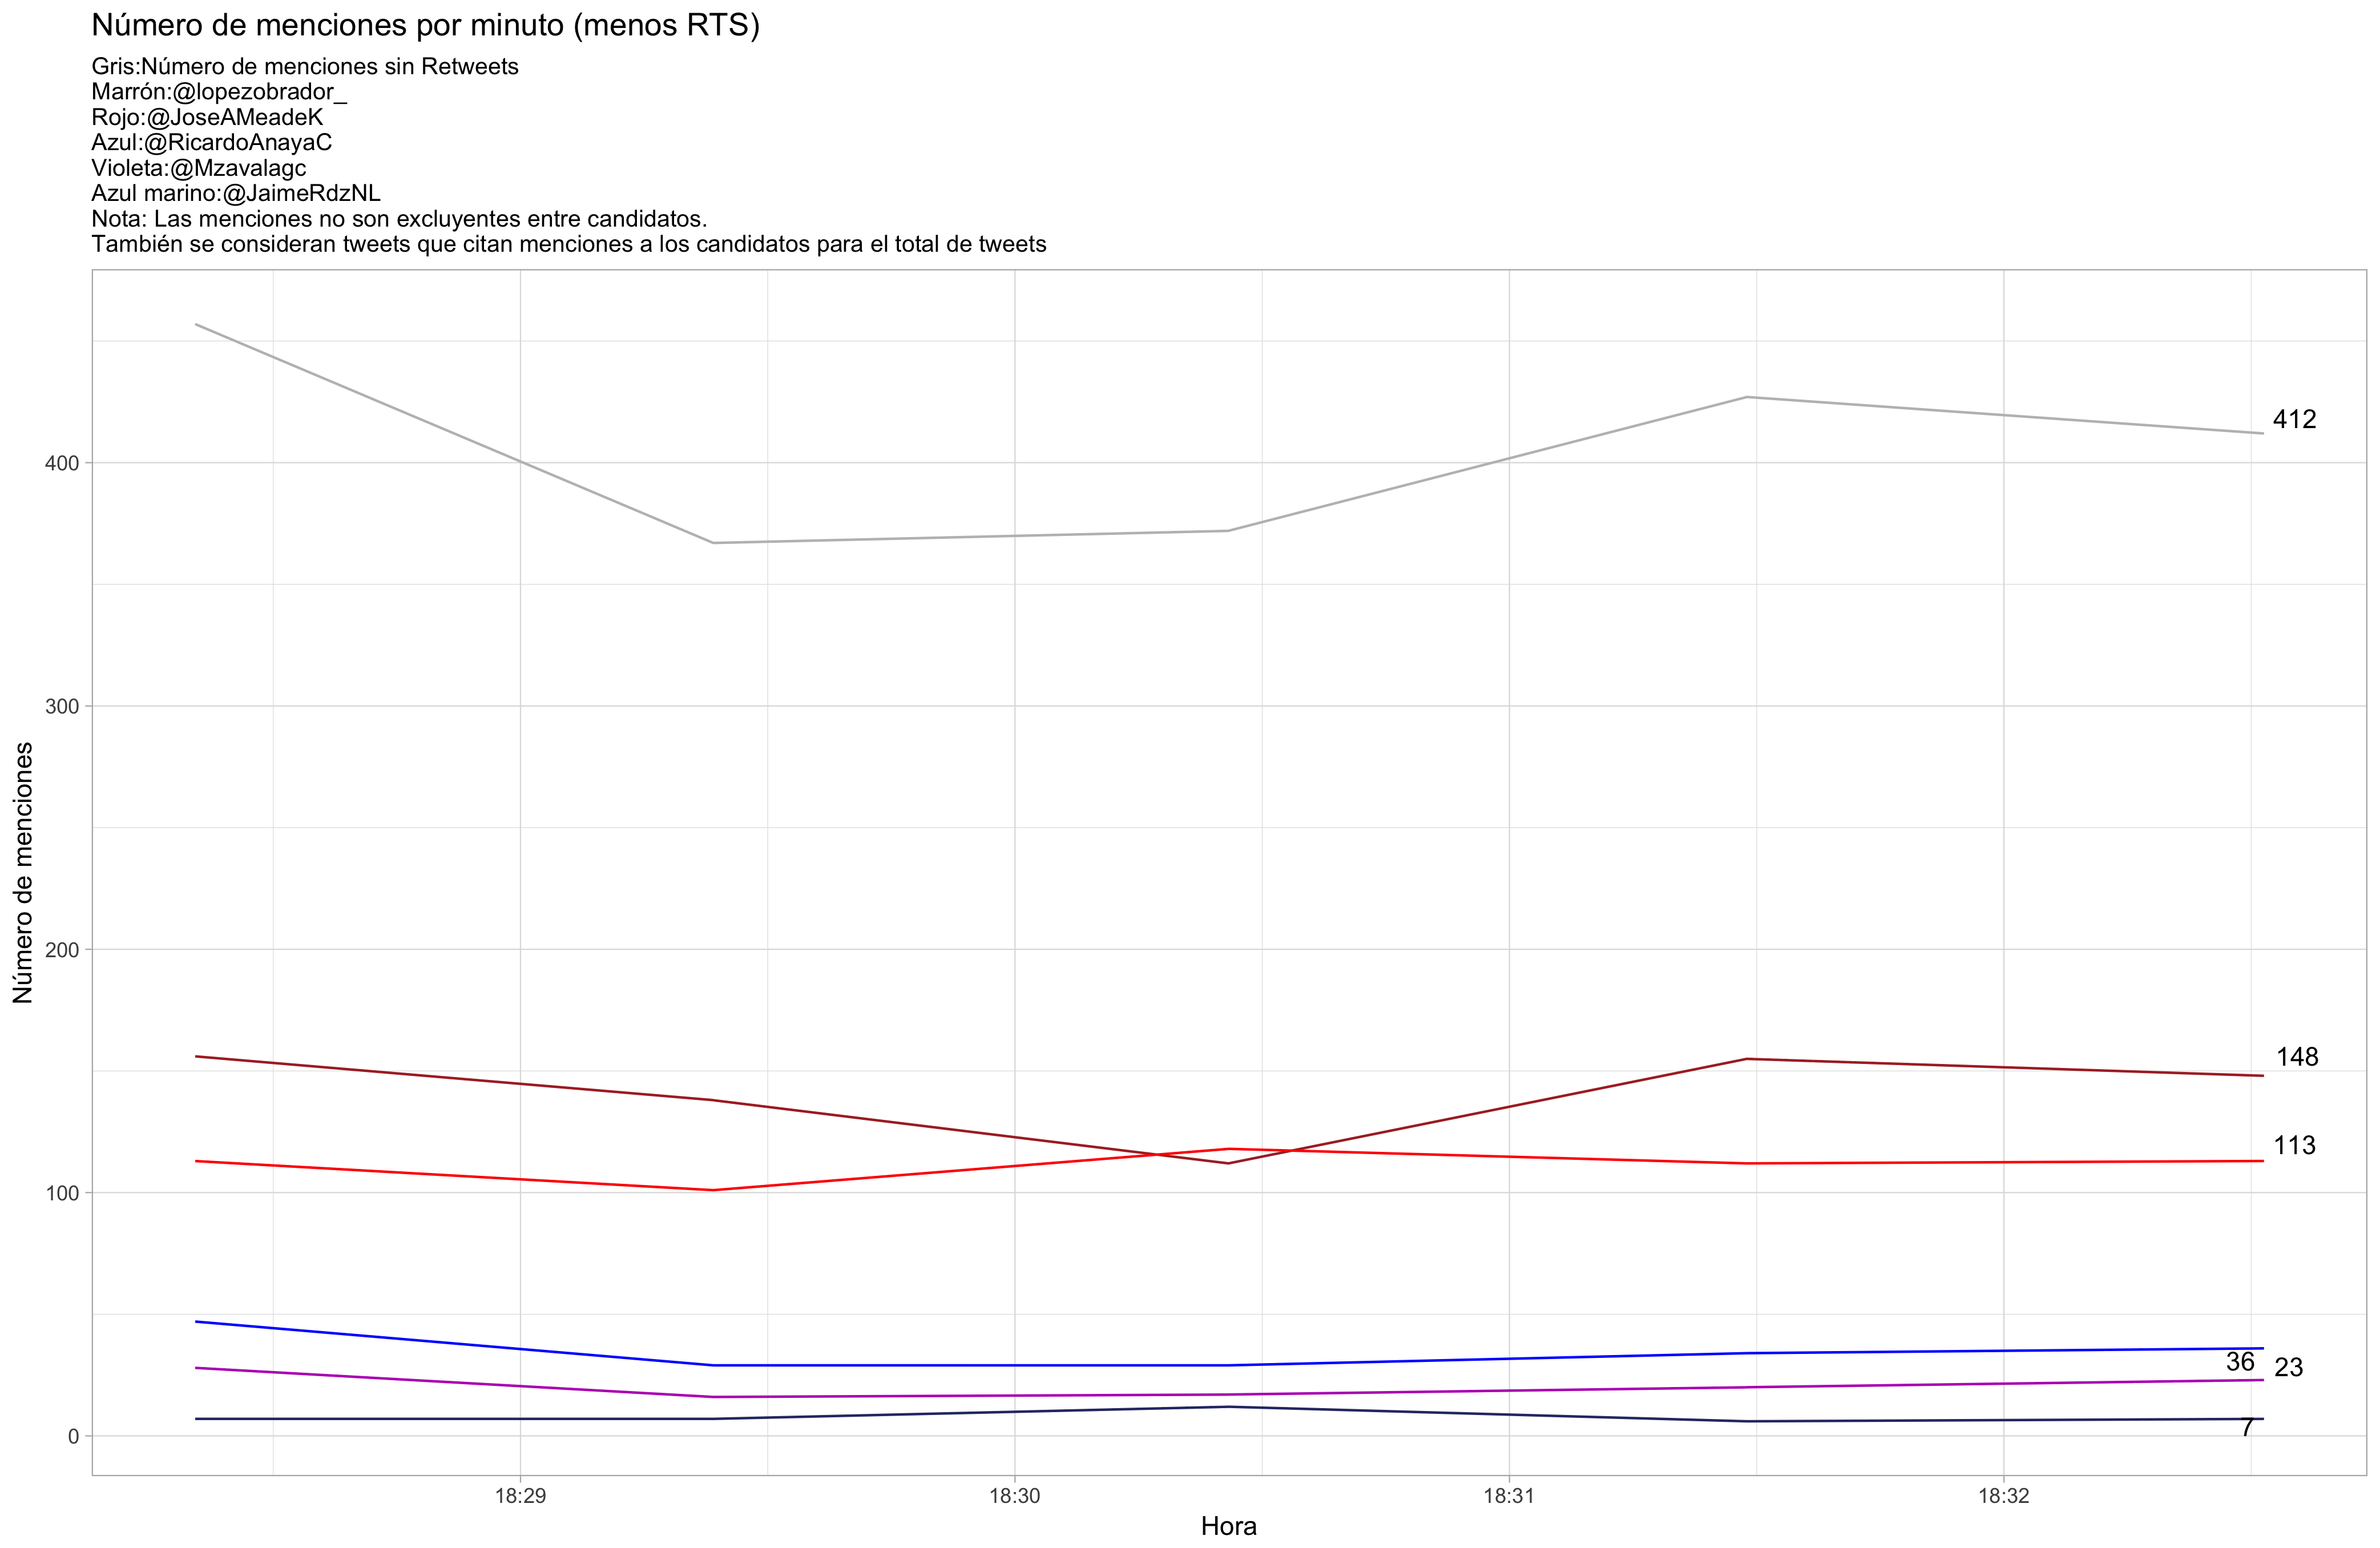 Número de menciones por minuto (menos RTS)
Gris:Número de menciones sin Retweets
Marrón:@lopezobrador_
Rojo:@JoseAMeadeK
Azul:@RicardoAnayaC
Violeta:@Mzavalagc
Azul marino:@JaimeRdzNL
Nota: Las menciones no son excluyentes entre candidatos.
También se consideran tweets que citan menciones a los candidatos para el total de tweets
Número de menciones
400
300
200
100
0
412
148
113
36
23
7
18:29
18:30
18:31
18:32
Hora